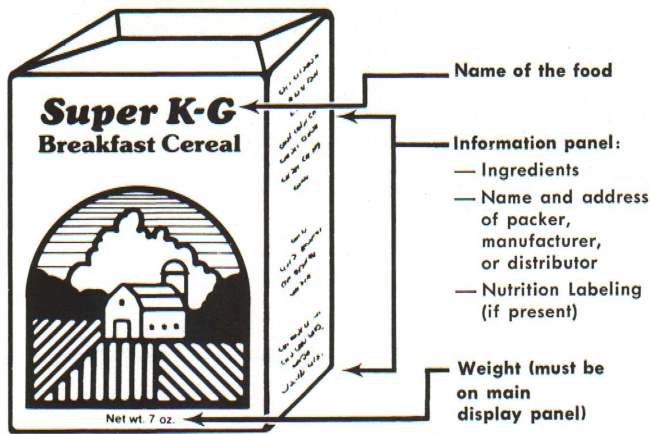 Super K-G
Breakfast Cereal
Net wt. 7 oz.
Name of the food
Information panel:
— Ingredients
— Name and address
of packer,
manufacturer,
or distributor
— Nutrition Labeling
(if present)
Weight (must be
on main
display panel)